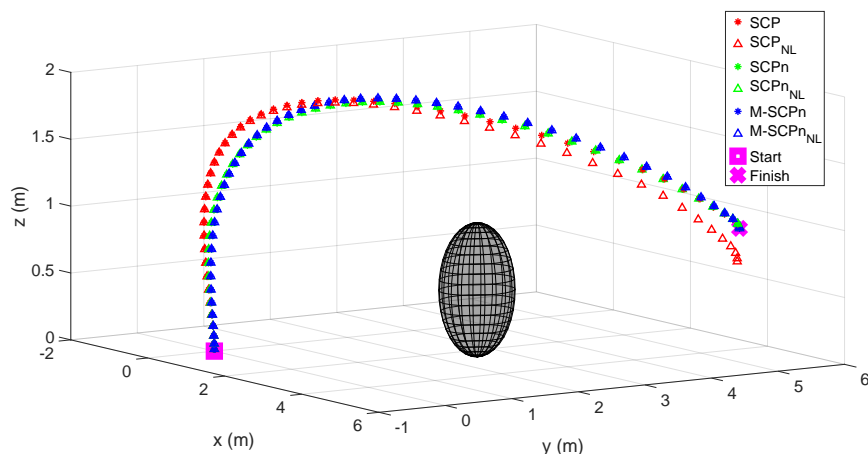 SCP
SCP_NL
SCPn
SCPn_NL
M-SCPn
M-SCPn_NL
Start
Finish
2
1.5
1
0.5
0
z (m)
-2
0
2
4
6
x (m)
-1
0
1
2
3
4
5
6
y (m)